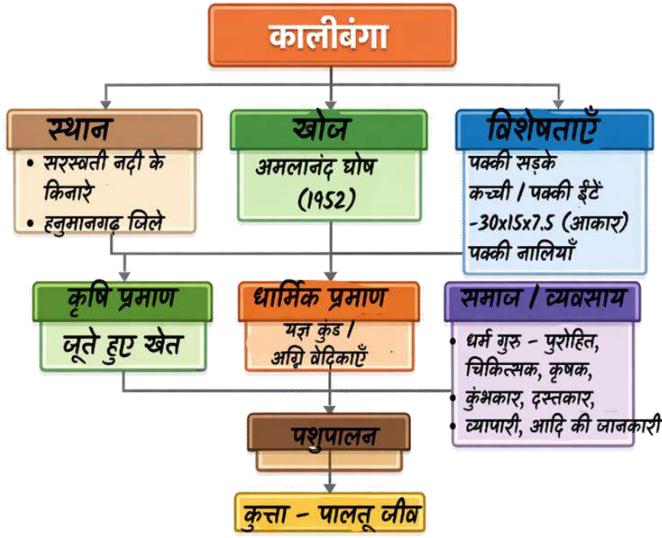 कालीबंगा
स्थान
• सरस्वती नदी के
किनारे
• हनुमानगढ़ जिले
खोज
अमलानंद घोष
(1952)
विशेषताएँ
पक्की सड़के
कच्ची / पक्की ईंटें
-30x15x7.5 (आकार)
पक्की नालियाँ
कृषि प्रमाण
जूते हुए खेत
धार्मिक प्रमाण
यज्ञ कुंड /
अग्नि वेदिकाएँ
समाज / व्यवसाय
• धर्म गुरु - पुरोहित,
चिकित्सक, कृषक,
• कुंभकार, दस्तकार,
• व्यापारी, आदि की जानकारी
पशुपालन
कुत्ता - पालतू जीव